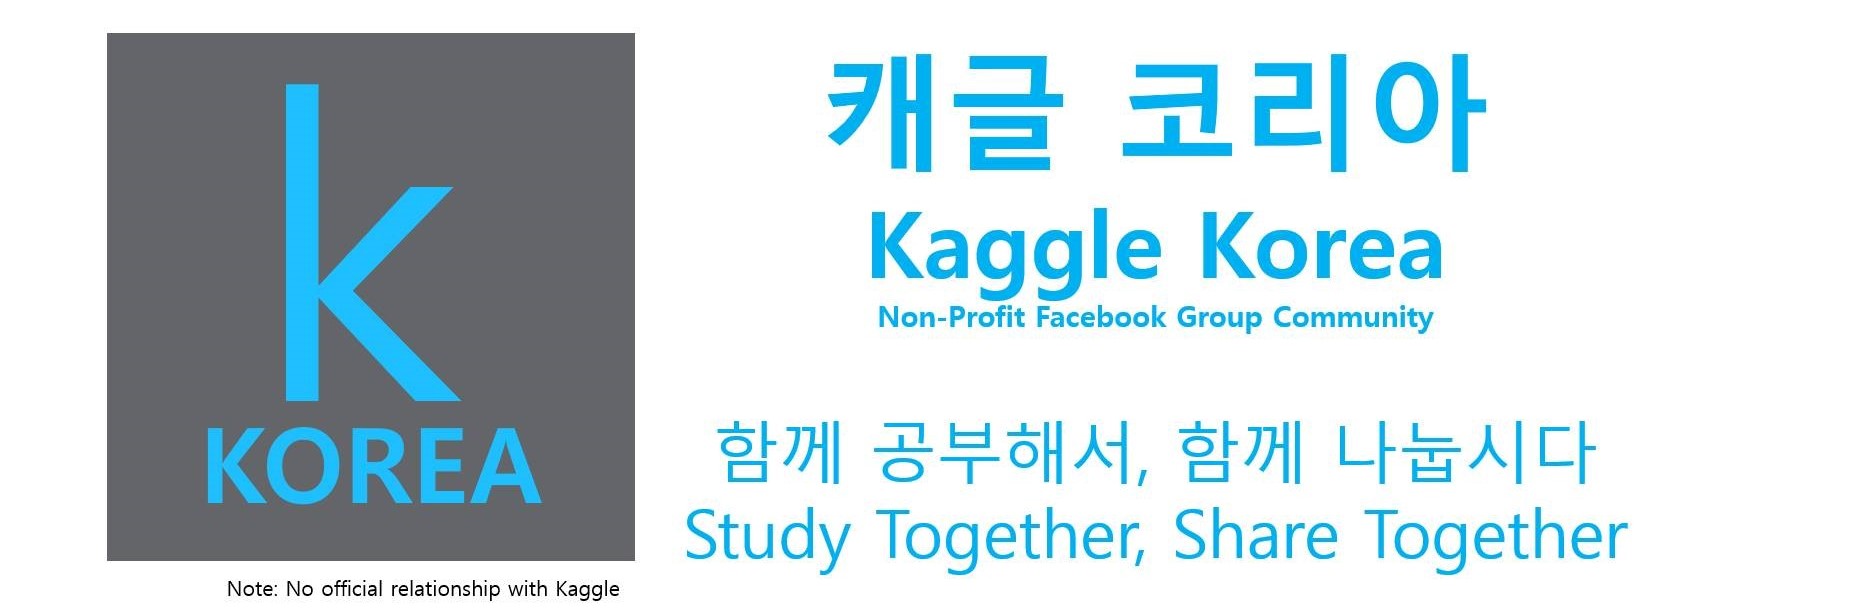 k
KOREA
Note: No official relationship with Kaggle
캐글 코리아
Kaggle Korea
Non-Profit Facebook Group Community
함께 공부해서, 함께 나눕시다
Study Together, Share Together